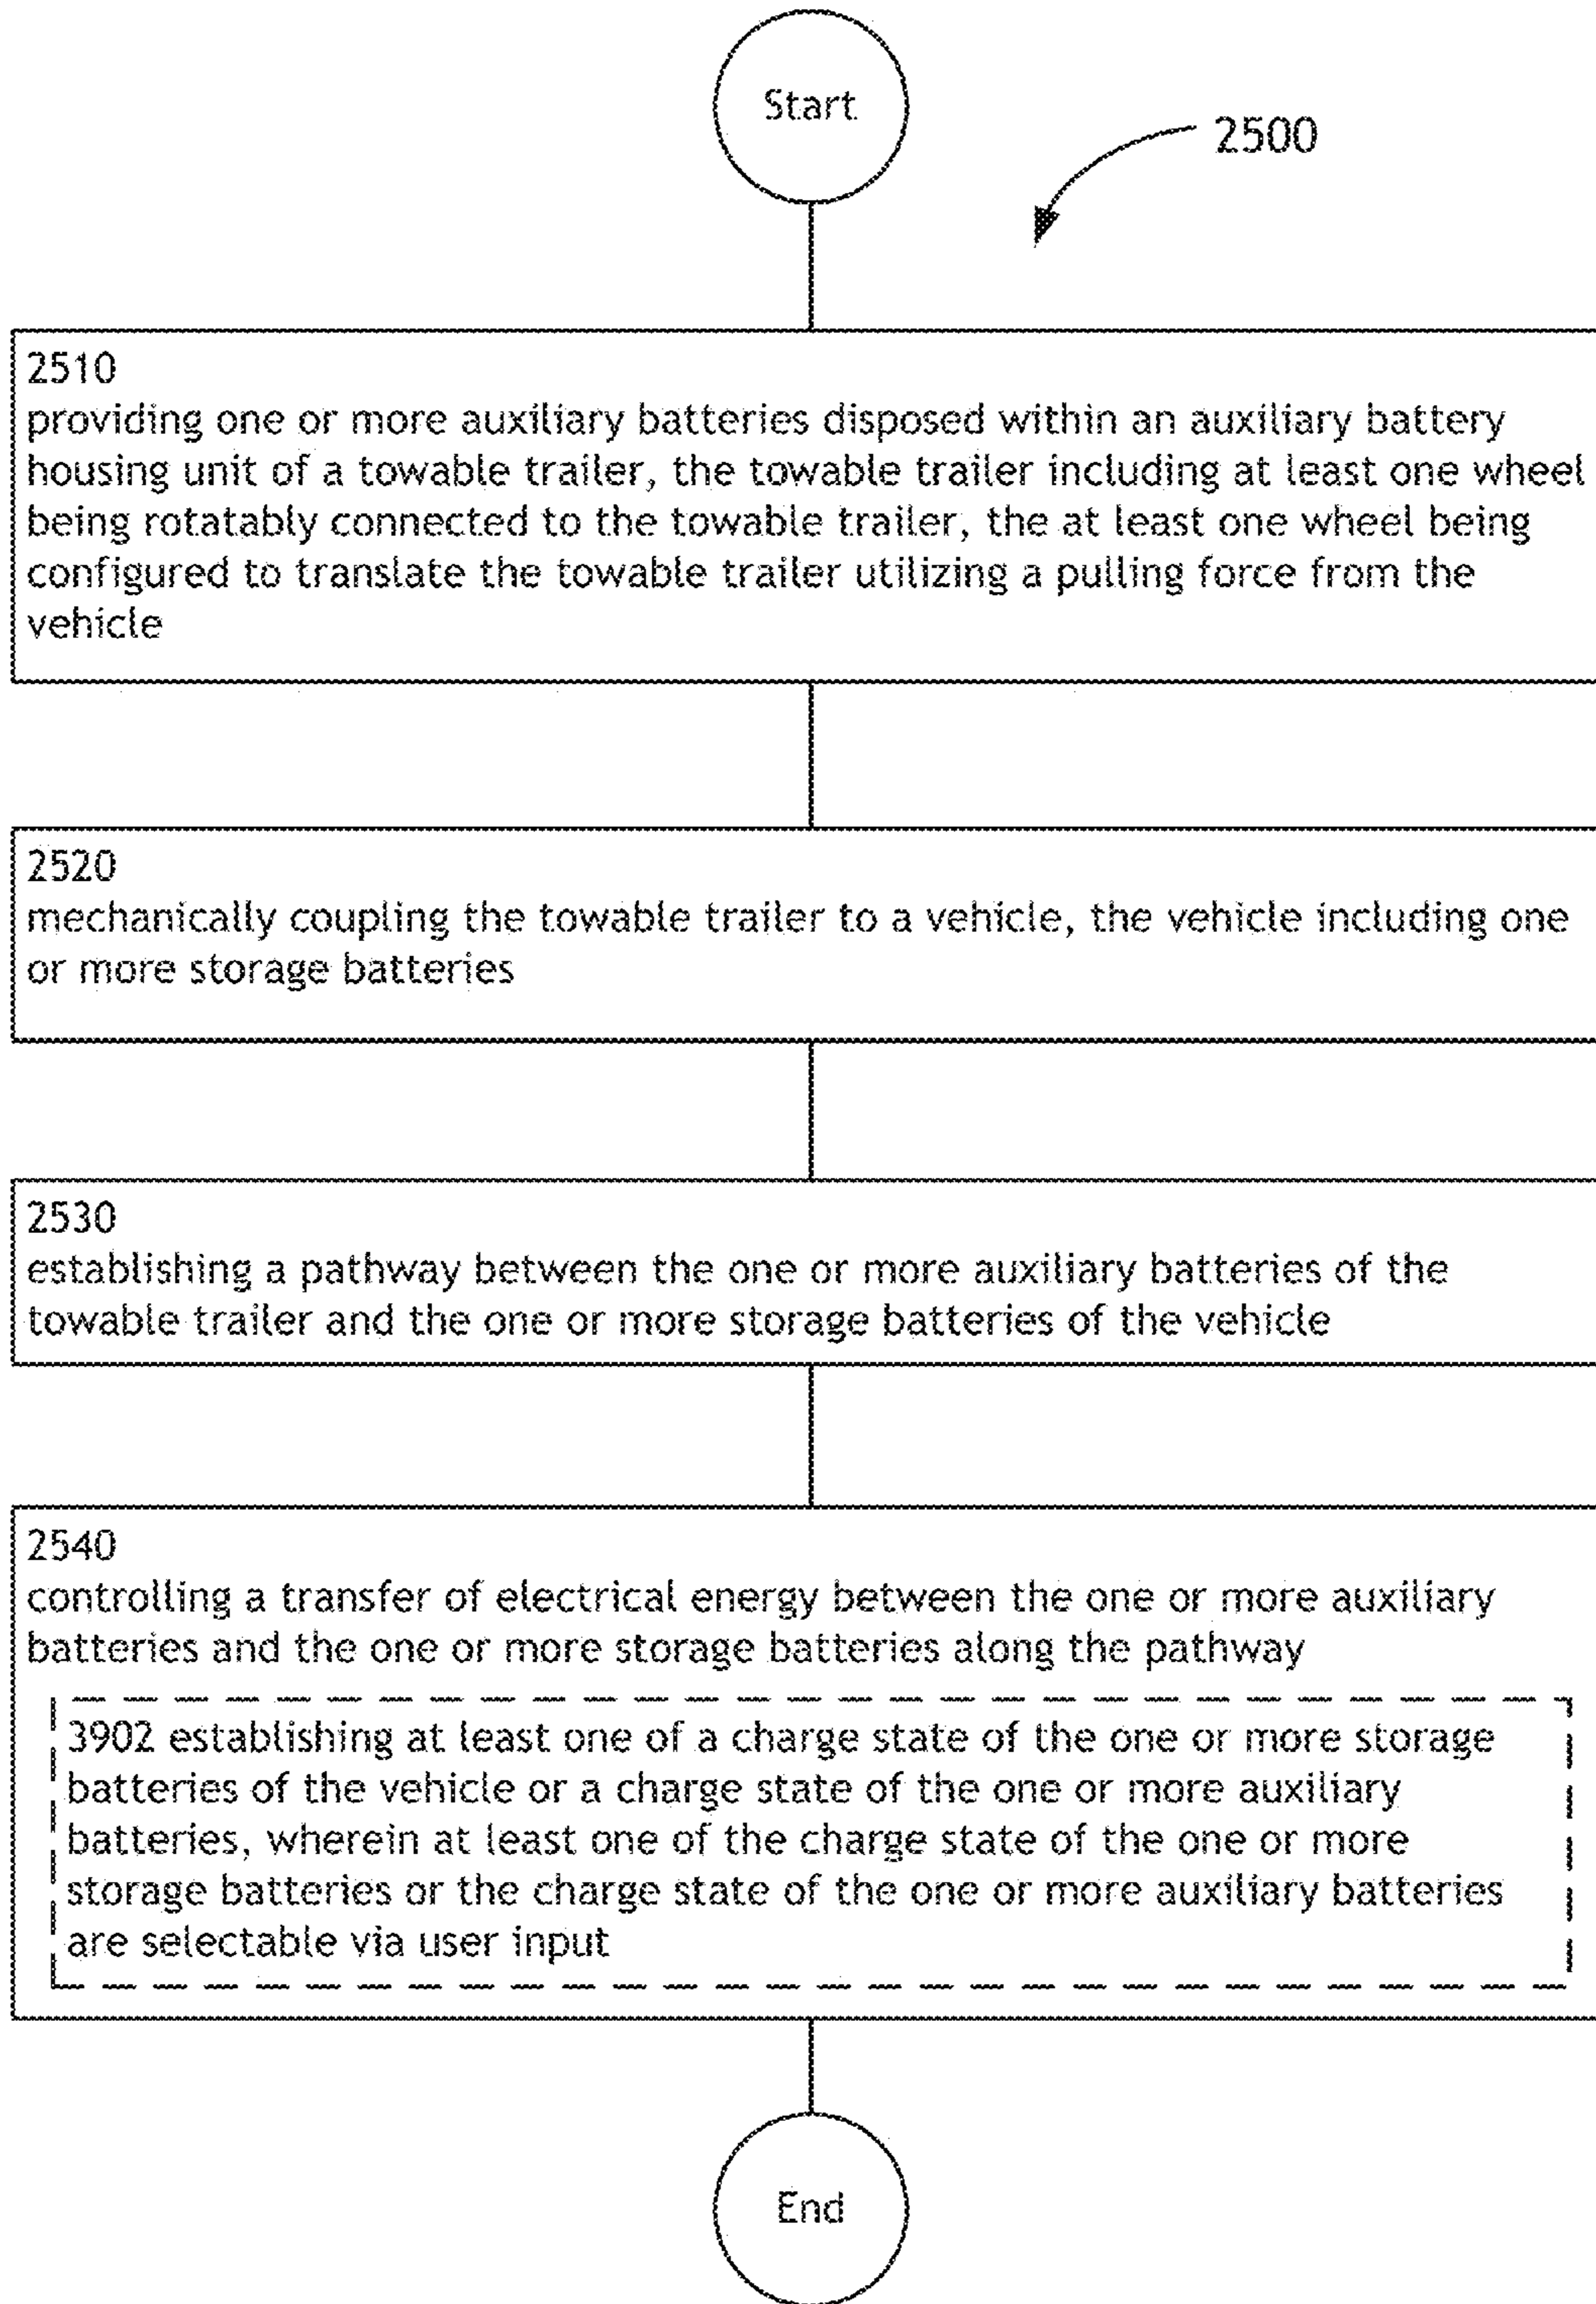 Start
2500
2510
providing one or more auxiliary batteries disposed within an auxiliary battery
housing unit of a towable trailer, the towable trailer including at least one wheel
being rotatably connected to the towable trailer, the at least one wheel being
configured to translate the towable trailer utilizing a pulling force from the
vehicle
2520
mechanically coupling the towable trailer to a vehicle, the vehicle including one
or more storage batteries
2530
establishing a pathway between the one or more auxiliary batteries of the
towable trailer and the one or more storage batteries of the vehicle
2540
controlling a transfer of electrical energy between the one or more auxiliary
batteries and the one or more storage batteries along the pathway
3902 establishing at least one of a charge state of the one or more storage
batteries of the vehicle or a charge state of the one or more auxiliary
batteries, wherein at least one of the charge state of the one or more
storage batteries or the charge state of the one or more auxiliary batteries
are selectable via user input
End